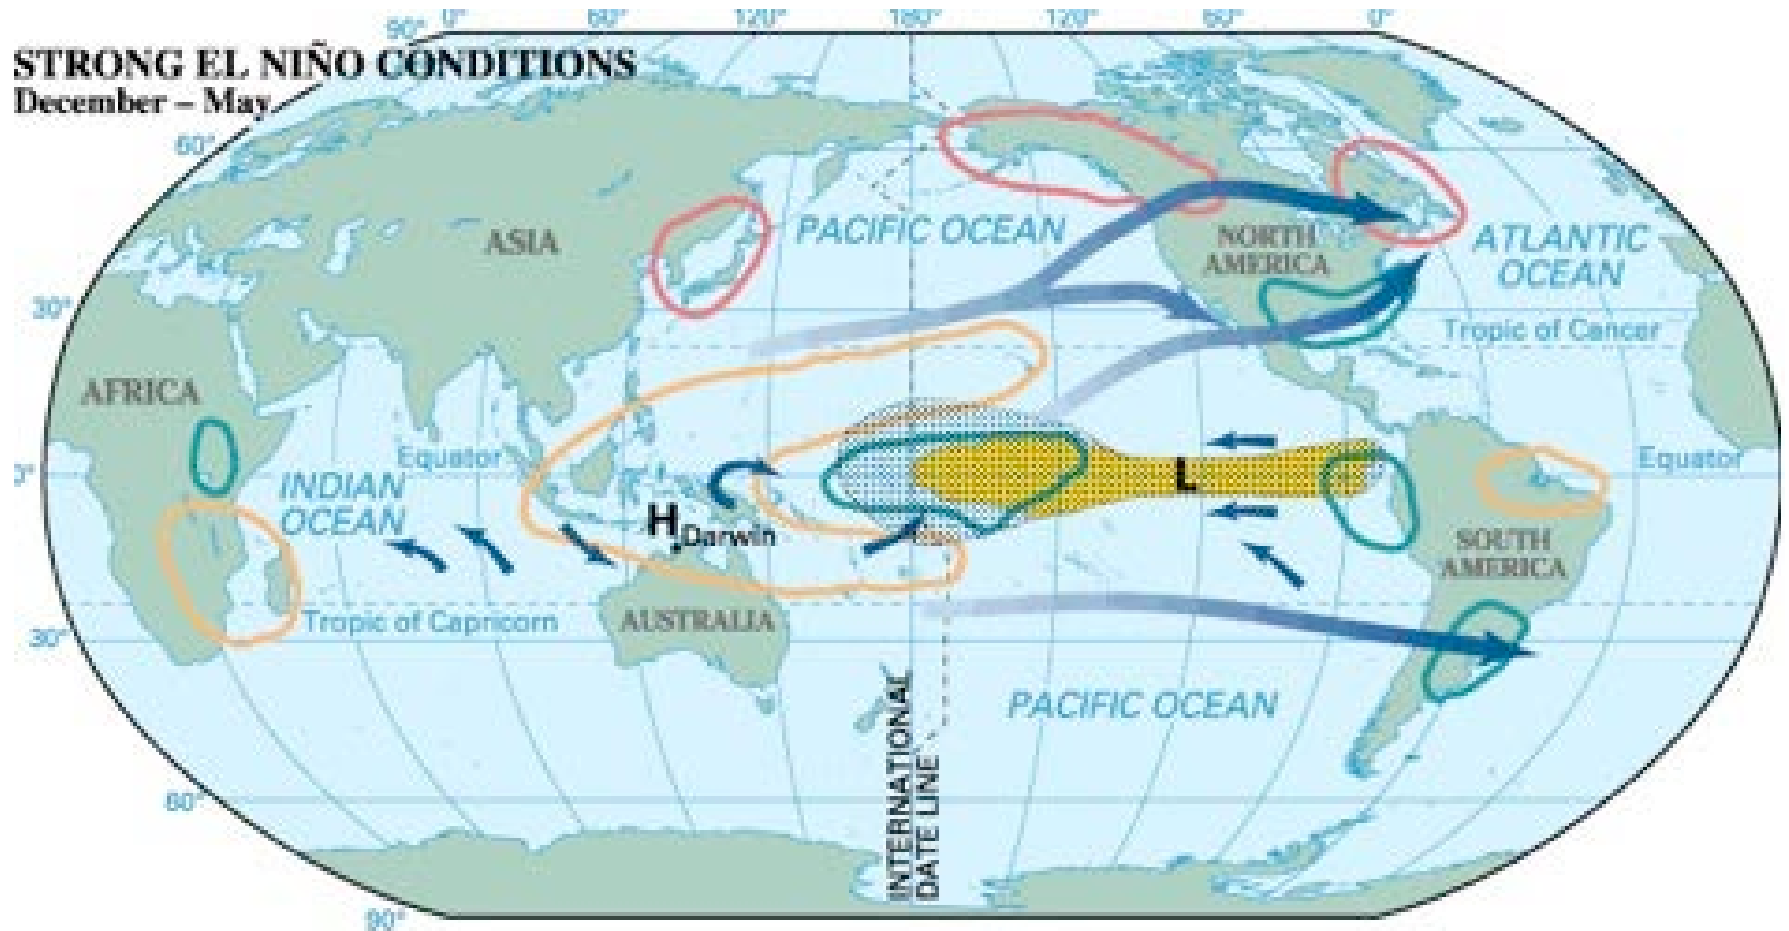 STRONG EL NIÑO CONDITIONS
December – May
90° 0° 60° 120° 180° 120° 60° 0°
60°
PACIFIC OCEAN
ASIA
NORTH
AMERICA
ATLANTIC
OCEAN
30°
Tropic of Cancer
AFRICA
Equator
Equator
0°
L
INDIAN
OCEAN
H
Darwin
SOUTH
AMERICA
Tropic of Capricorn
AUSTRALIA
30°
PACIFIC OCEAN
INTERNATIONAL
DATE LINE
60°
90°